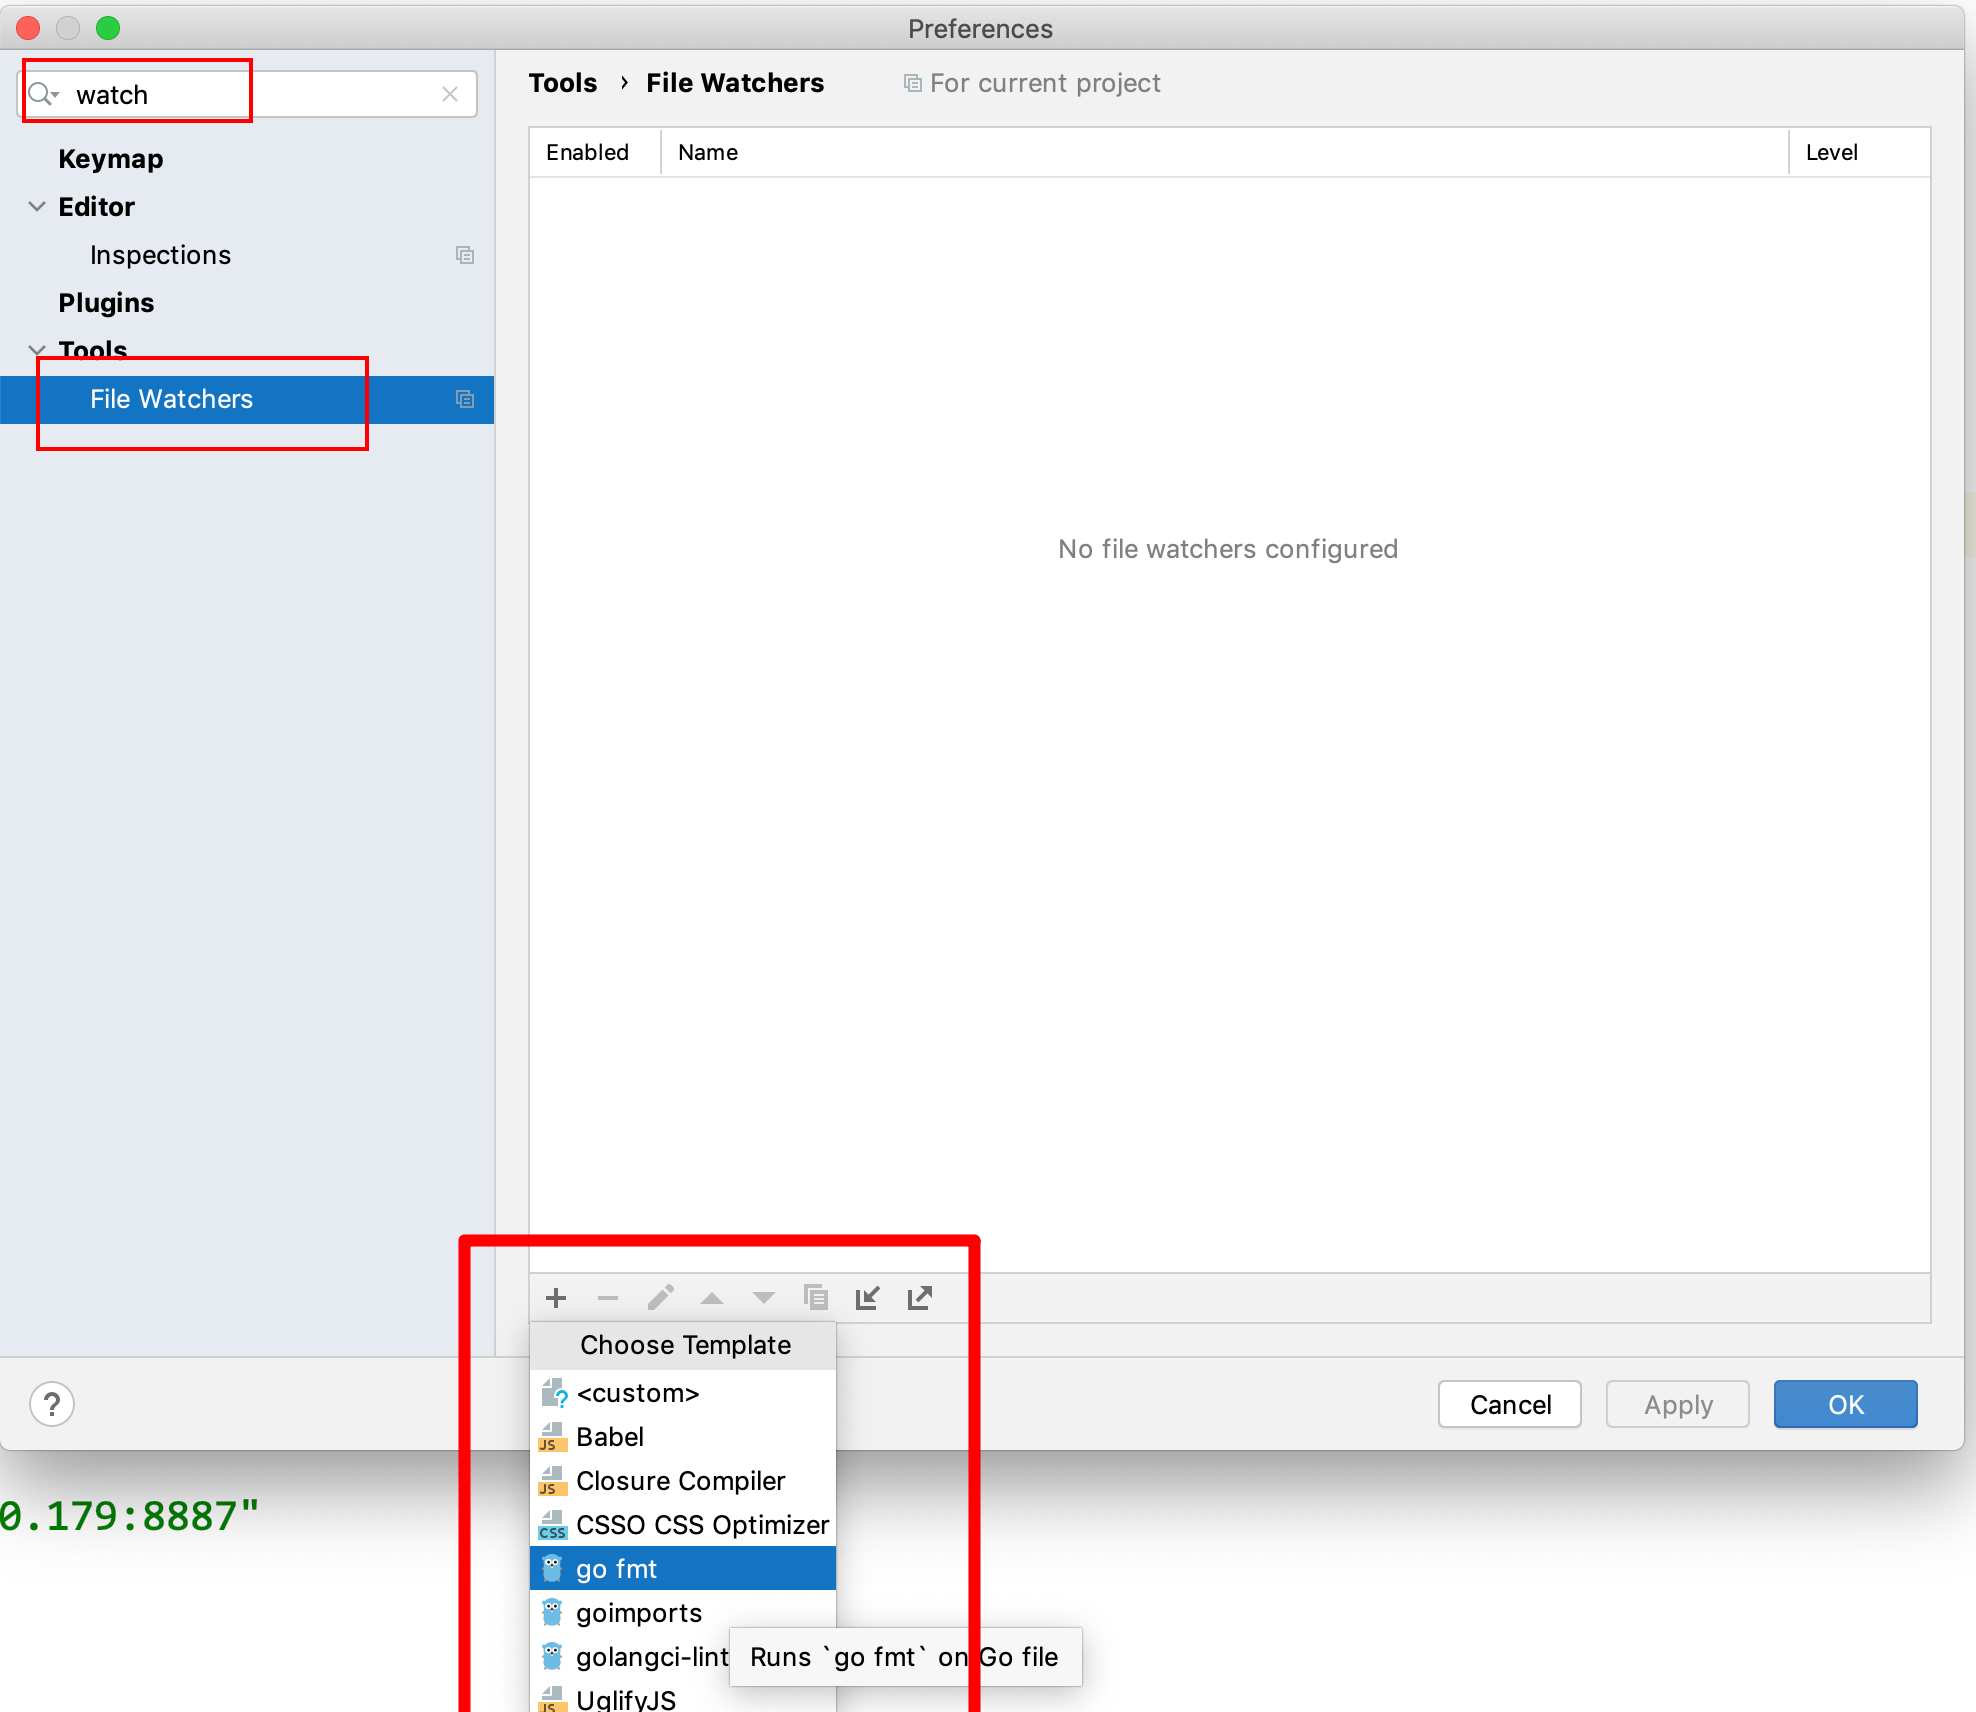 Preferences
watch
Keymap
Editor
Inspections
Plugins
Tools
File Watchers
Tools › File Watchers
For current project
Enabled
Name
Level
No file watchers configured
Choose Template
? <custom>
JS Babel
JS Closure Compiler
CSS CSSO CSS Optimizer
go fmt
goimports
golangci-lint
Runs `go fmt` on Go file
JS UglifyJS
?
Cancel
Apply
OK
0.179:8887"